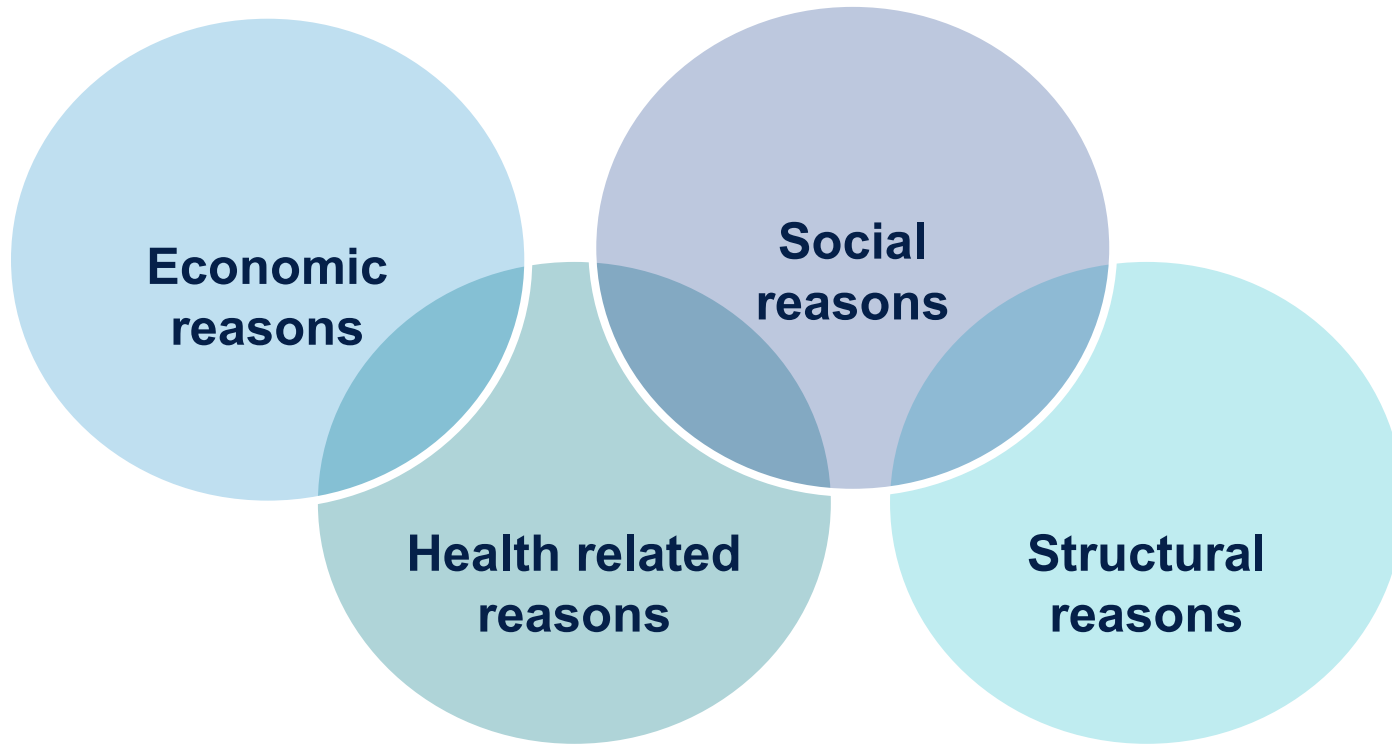 Economic
reasons
Social
reasons
Health related
reasons
Structural
reasons